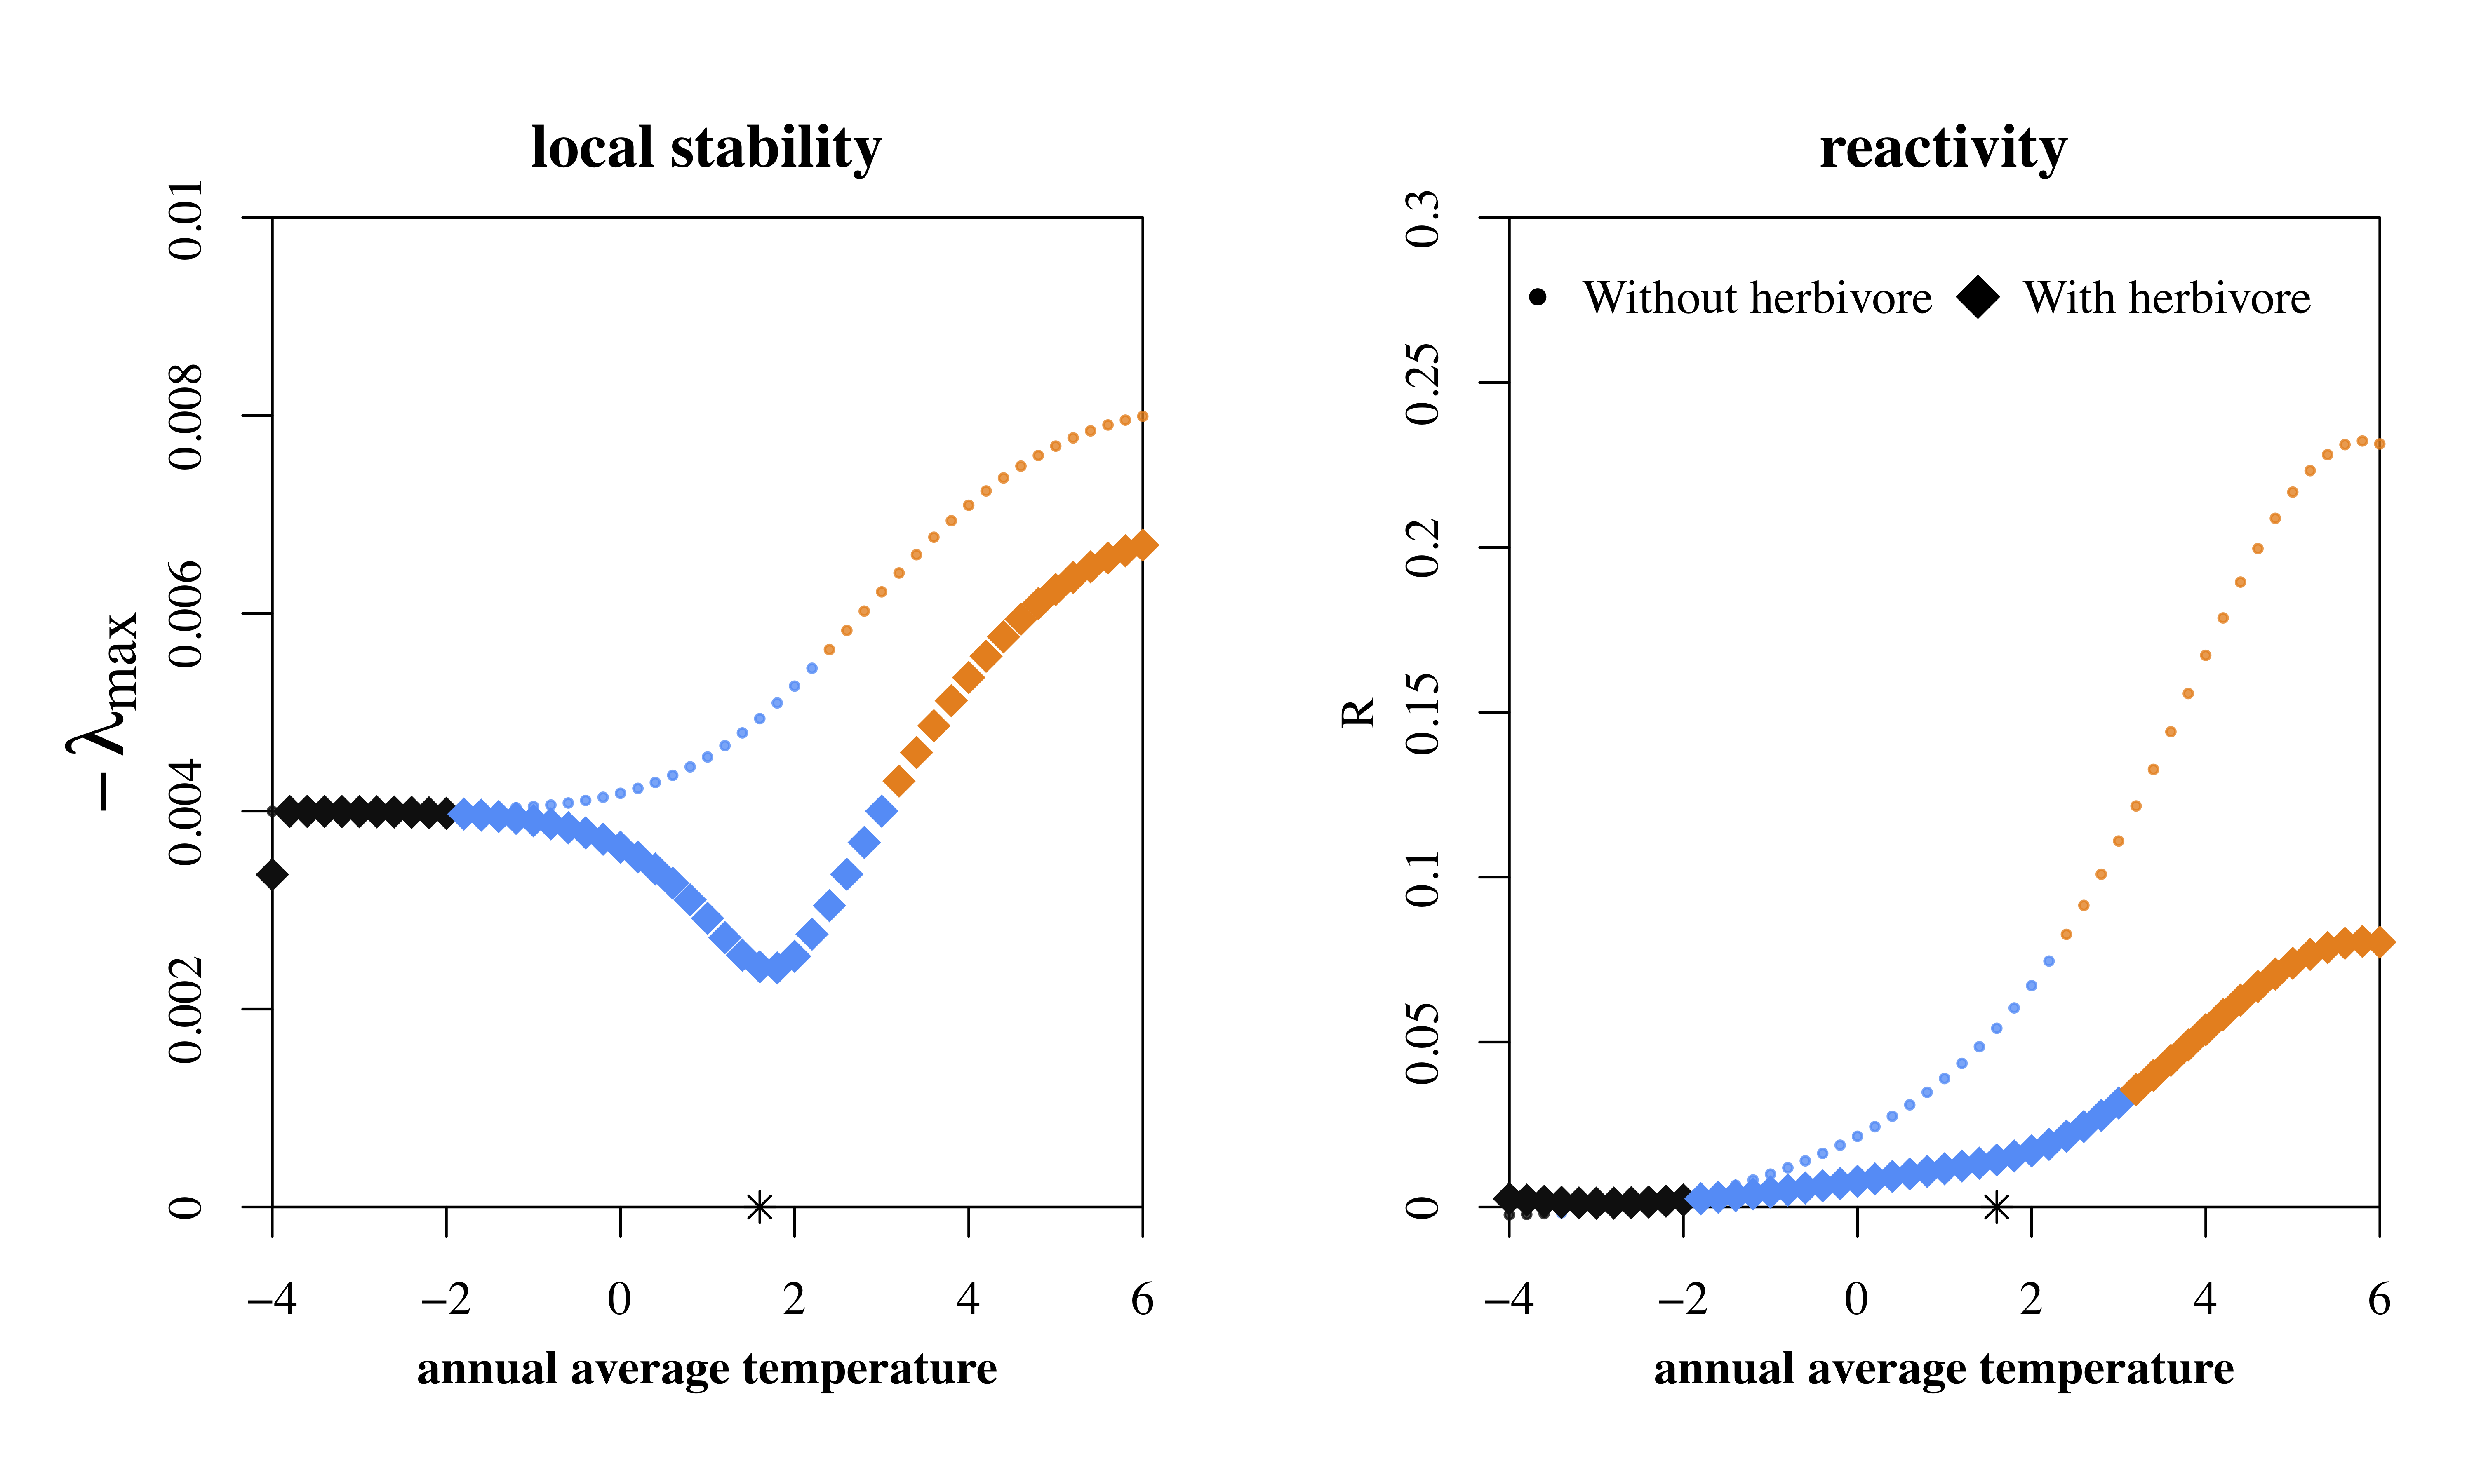 local stability
0.01
0.008
0.006
0.004
0.002
0
−λmax
−4 −2 0 2 4 6
annual average temperature
reactivity
● Without herbivore ◆ With herbivore
0.3
0.25
0.2
0.15
0.1
0.05
0
R
−4 −2 0 2 4 6
annual average temperature